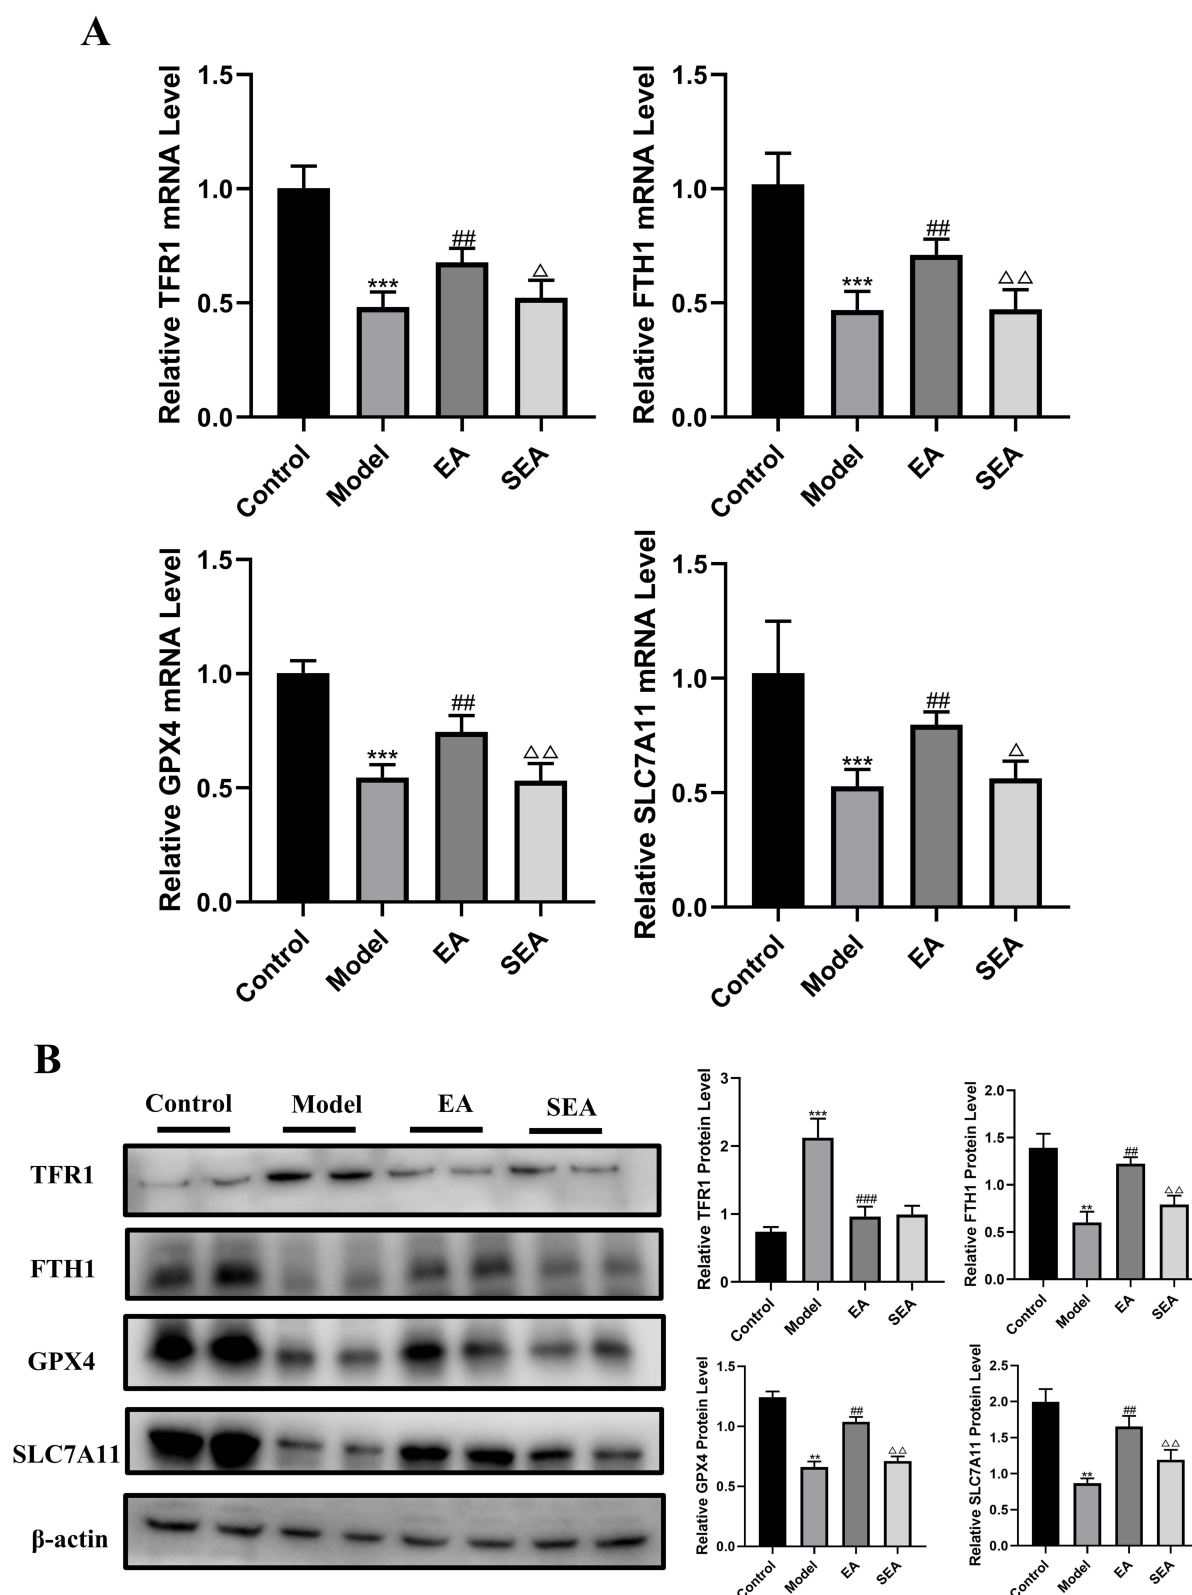 A
Relative TFR1 mRNA Level
1.5
1.0
0.5
0.0
***
##
△
Control
Model
EA
SEA
Relative FTH1 mRNA Level
1.5
1.0
0.5
0.0
***
##
△△
Control
Model
EA
SEA
Relative GPX4 mRNA Level
1.5
1.0
0.5
0.0
***
##
△△
Control
Model
EA
SEA
Relative SLC7A11 mRNA Level
1.5
1.0
0.5
0.0
***
##
△
Control
Model
EA
SEA
B
Control Model EA SEA
TFR1
FTH1
GPX4
SLC7A11
β-actin
Relative TFR1 Protein Level
3
2
1
0
***
###
Control
Model
EA
SEA
Relative FTH1 Protein Level
2.0
1.5
1.0
0.5
0.0
**
##
△△
Control
Model
EA
SEA
Relative GPX4 Protein Level
1.5
1.0
0.5
0.0
**
##
△△
Control
Model
EA
SEA
Relative SLC7A11 Protein Level
2.5
2.0
1.5
1.0
0.5
0.0
**
##
△△
Control
Model
EA
SEA